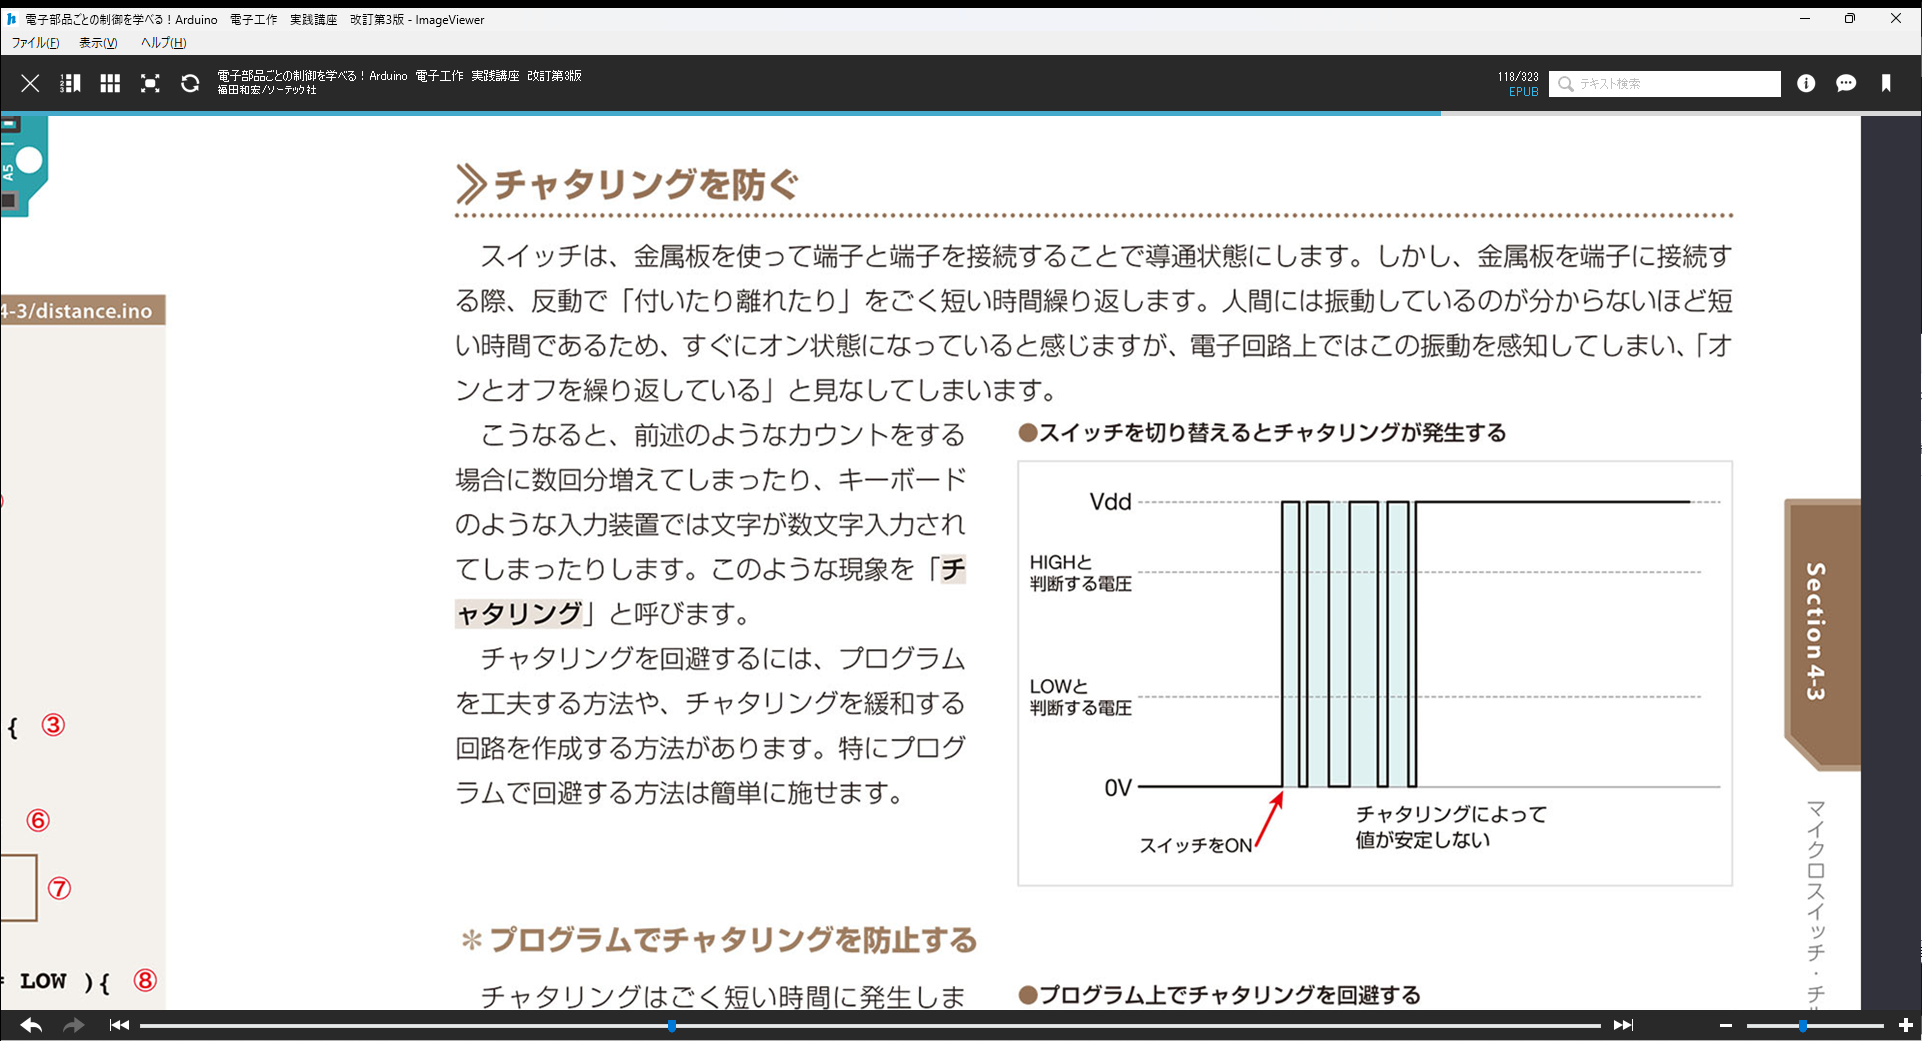 電子部品ごとの制御を学べる！Arduino　電子工作　実践講座　改訂第3版 - ImageViewer
ファイル(F)　表示(V)　ヘルプ(H)
電子部品ごとの制御を学べる！Arduino　電子工作　実践講座　改訂第3版
福田和宏/ソーテック社
118/323
EPUB
テキスト検索
A5
4-3/distance.ino
{ ③
⑥
⑦
= LOW ){ ⑧
チャタリングを防ぐ
スイッチは、金属板を使って端子と端子を接続することで導通状態にします。しかし、金属板を端子に接続す
る際、反動で「付いたり離れたり」をごく短い時間繰り返します。人間には振動しているのが分からないほど短
い時間であるため、すぐにオン状態になっていると感じますが、電子回路上ではこの振動を感知してしまい、「オ
ンとオフを繰り返している」と見なしてしまいます。
こうなると、前述のようなカウントをする
場合に数回分増えてしまったり、キーボード
のような入力装置では文字が数文字入力され
てしまったりします。このような現象を「チ
ャタリング」と呼びます。
チャタリングを回避するには、プログラム
を工夫する方法や、チャタリングを緩和する
回路を作成する方法があります。特にプログ
ラムで回避する方法は簡単に施せます。
●スイッチを切り替えるとチャタリングが発生する
Vdd
HIGHと
判断する電圧
LOWと
判断する電圧
0V
スイッチをON
チャタリングによって
値が安定しない
＊プログラムでチャタリングを防止する
チャタリングはごく短い時間に発生しま
●プログラム上でチャタリングを回避する
Section 4-3
マイクロスイッチ・チ